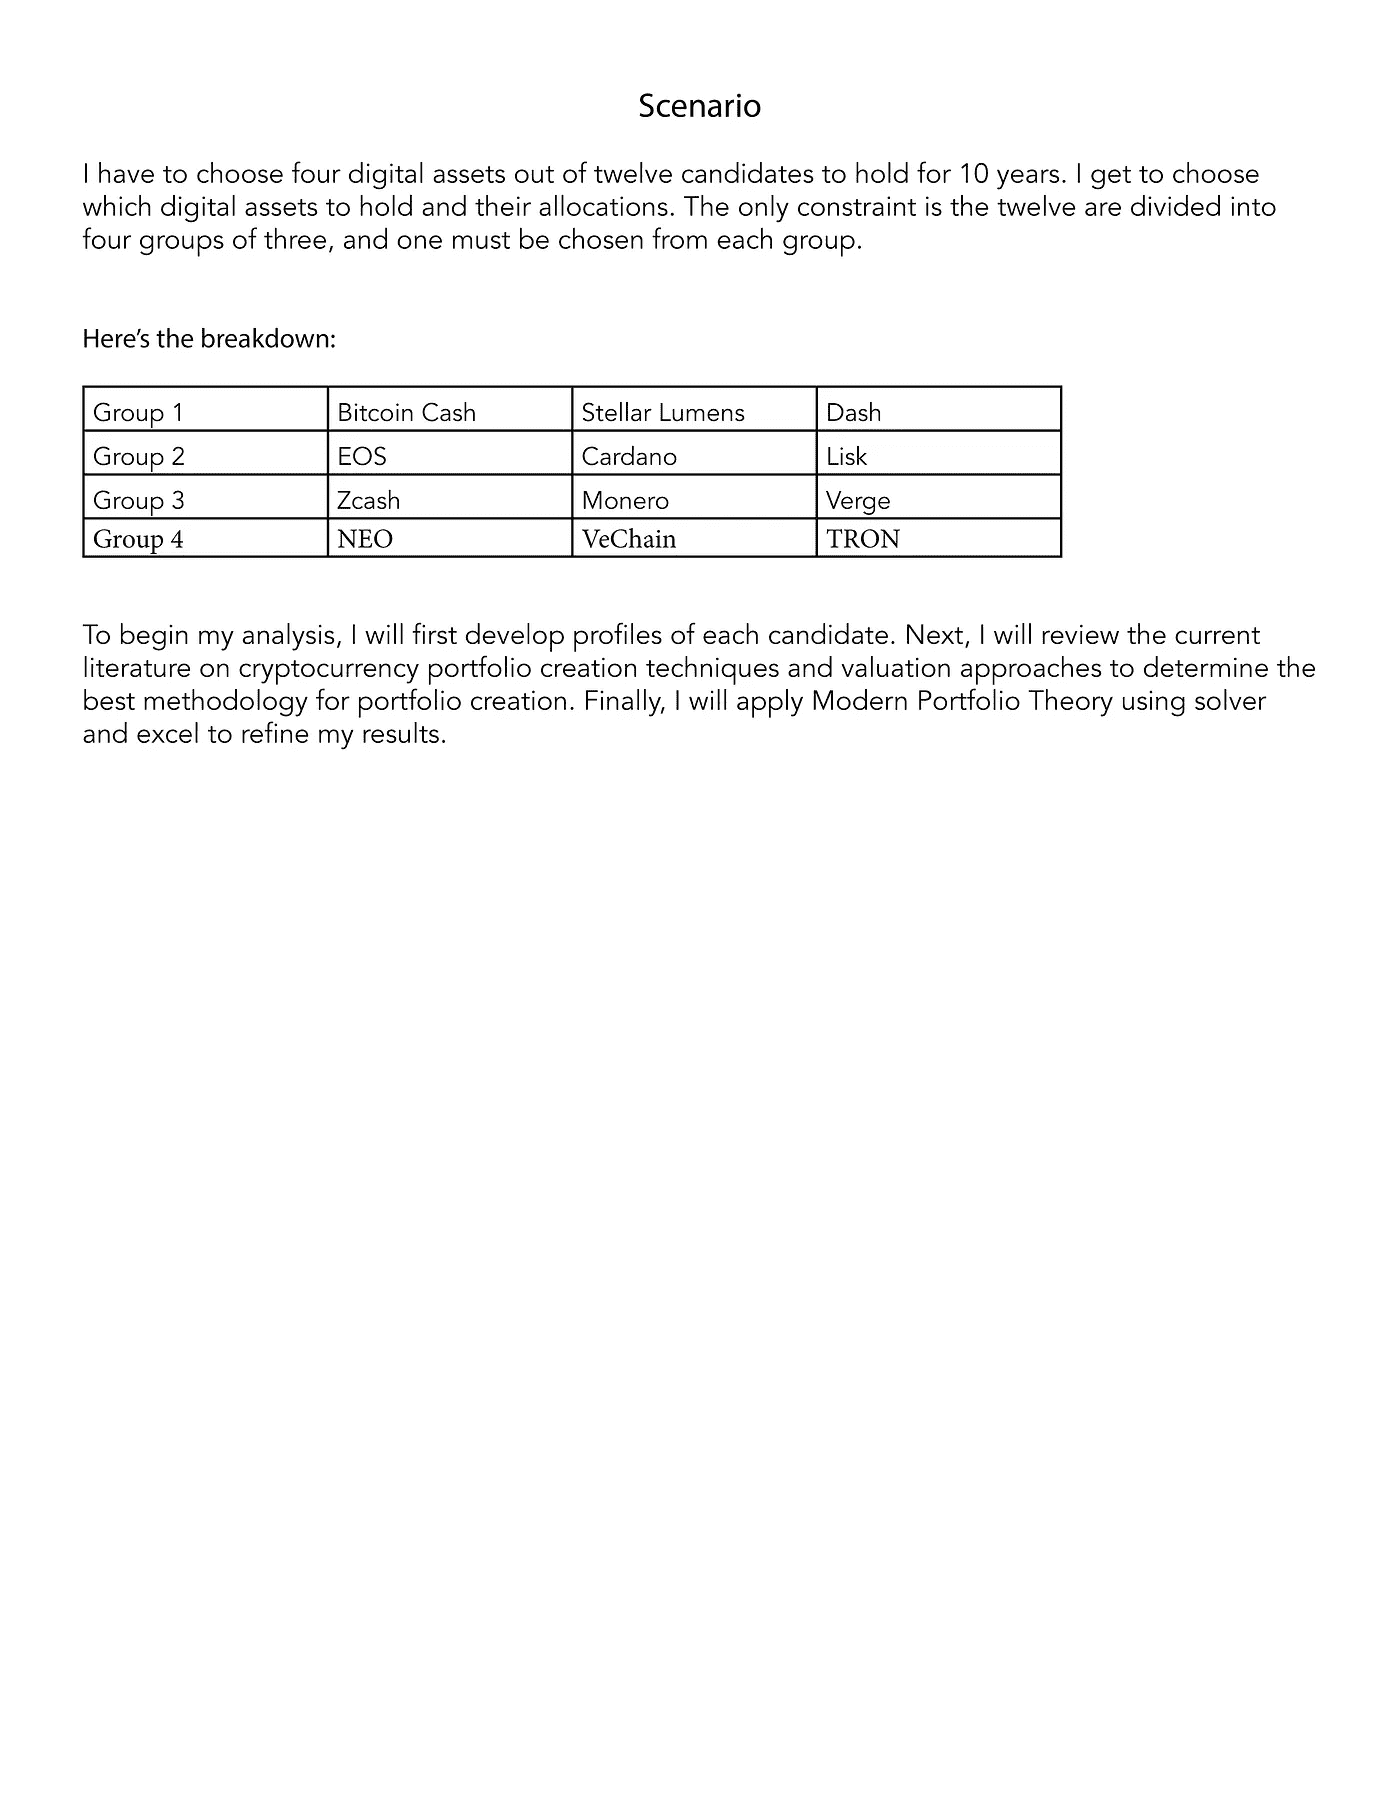 Scenario
I have to choose four digital assets out of twelve candidates to hold for 10 years. I get to choose
which digital assets to hold and their allocations. The only constraint is the twelve are divided into
four groups of three, and one must be chosen from each group.
Here’s the breakdown:
Group 1 Bitcoin Cash Stellar Lumens Dash
Group 2 EOS Cardano Lisk
Group 3 Zcash Monero Verge
Group 4 NEO VeChain TRON
To begin my analysis, I will first develop profiles of each candidate. Next, I will review the current
literature on cryptocurrency portfolio creation techniques and valuation approaches to determine the
best methodology for portfolio creation. Finally, I will apply Modern Portfolio Theory using solver
and excel to refine my results.